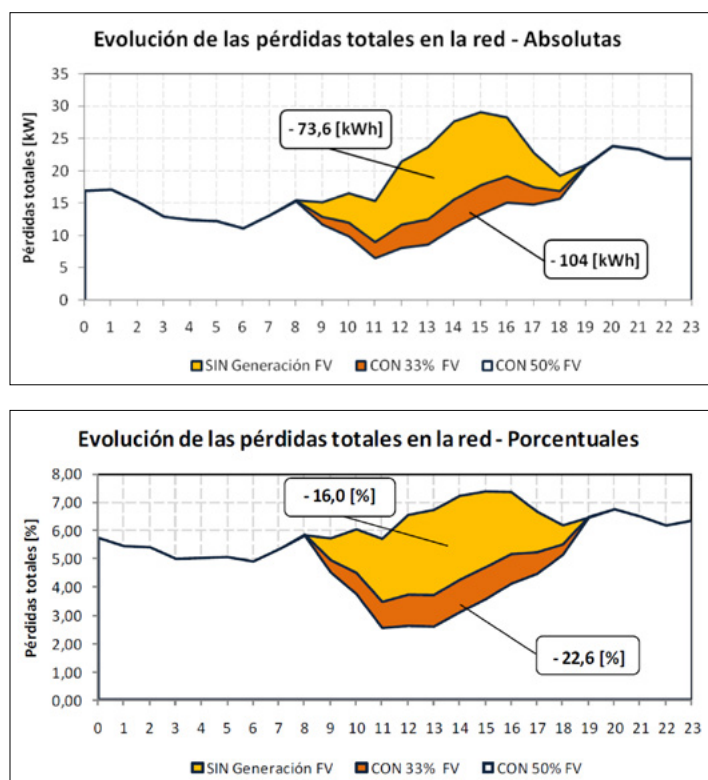 Evolución de las pérdidas totales en la red - Absolutas
Pérdidas totales [kW]
35
30
25
20
15
10
5
0
- 73,6 [kWh]
- 104 [kWh]
0 1 2 3 4 5 6 7 8 9 10 11 12 13 14 15 16 17 18 19 20 21 22 23
SIN Generación FV CON 33% FV CON 50% FV
Evolución de las pérdidas totales en la red - Porcentuales
Pérdidas totales [%]
8,00
7,00
6,00
5,00
4,00
3,00
2,00
1,00
0,00
- 16,0 [%]
- 22,6 [%]
0 1 2 3 4 5 6 7 8 9 10 11 12 13 14 15 16 17 18 19 20 21 22 23
SIN Generación FV CON 33% FV CON 50% FV